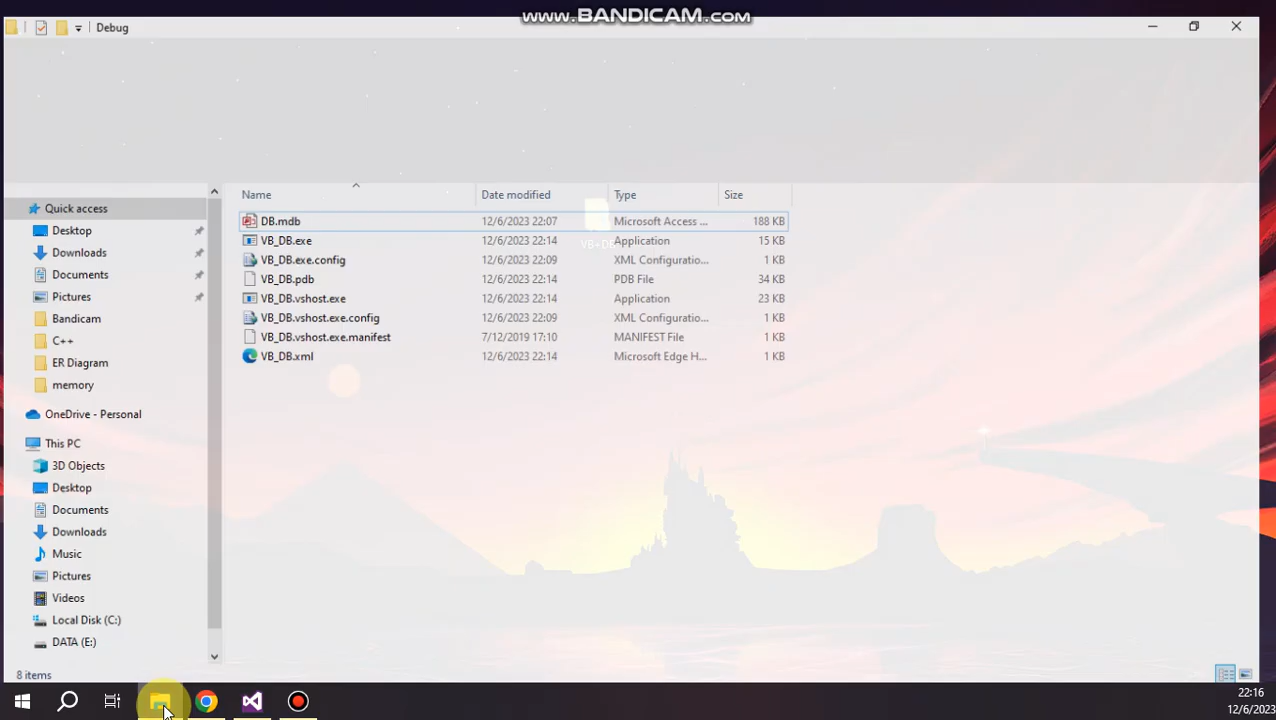 www.BANDICAM.com
Debug
Name Date modified Type Size
DB.mdb 12/6/2023 22:07 Microsoft Access ... 188 KB
VB_DB.exe 12/6/2023 22:14 Application 15 KB
VB_DB.exe.config 12/6/2023 22:09 XML Configuratio... 1 KB
VB_DB.pdb 12/6/2023 22:14 PDB File 34 KB
VB_DB.vshost.exe 12/6/2023 22:14 Application 23 KB
VB_DB.vshost.exe.config 12/6/2023 22:09 XML Configuratio... 1 KB
VB_DB.vshost.exe.manifest 7/12/2019 17:10 MANIFEST File 1 KB
VB_DB.xml 12/6/2023 22:14 Microsoft Edge H... 1 KB
Quick access
Desktop
Downloads
Documents
Pictures
Bandicam
C++
ER Diagram
memory
OneDrive - Personal
This PC
3D Objects
Desktop
Documents
Downloads
Music
Pictures
Videos
Local Disk (C:)
DATA (E:)
8 items
22:16
12/6/2023